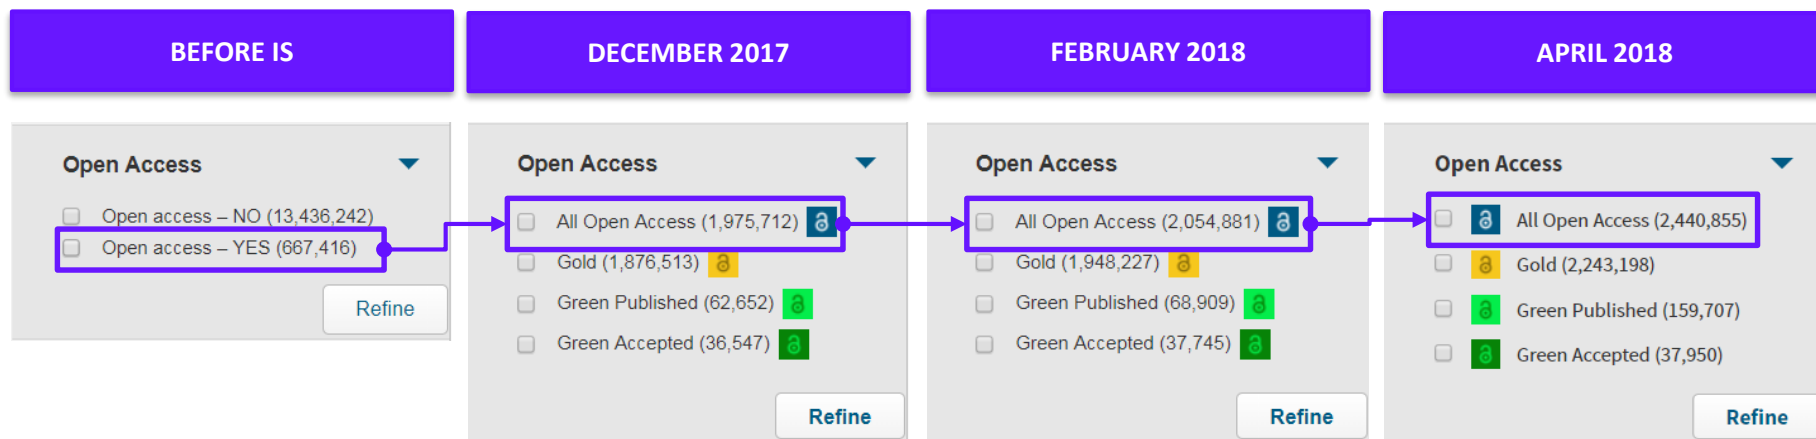 BEFORE IS
Open Access
Open access – NO (13,436,242)
Open access – YES (667,416)
Refine
DECEMBER 2017
Open Access
All Open Access (1,975,712)
Gold (1,876,513)
Green Published (62,652)
Green Accepted (36,547)
Refine
FEBRUARY 2018
Open Access
All Open Access (2,054,881)
Gold (1,948,227)
Green Published (68,909)
Green Accepted (37,745)
Refine
APRIL 2018
Open Access
All Open Access (2,440,855)
Gold (2,243,198)
Green Published (159,707)
Green Accepted (37,950)
Refine